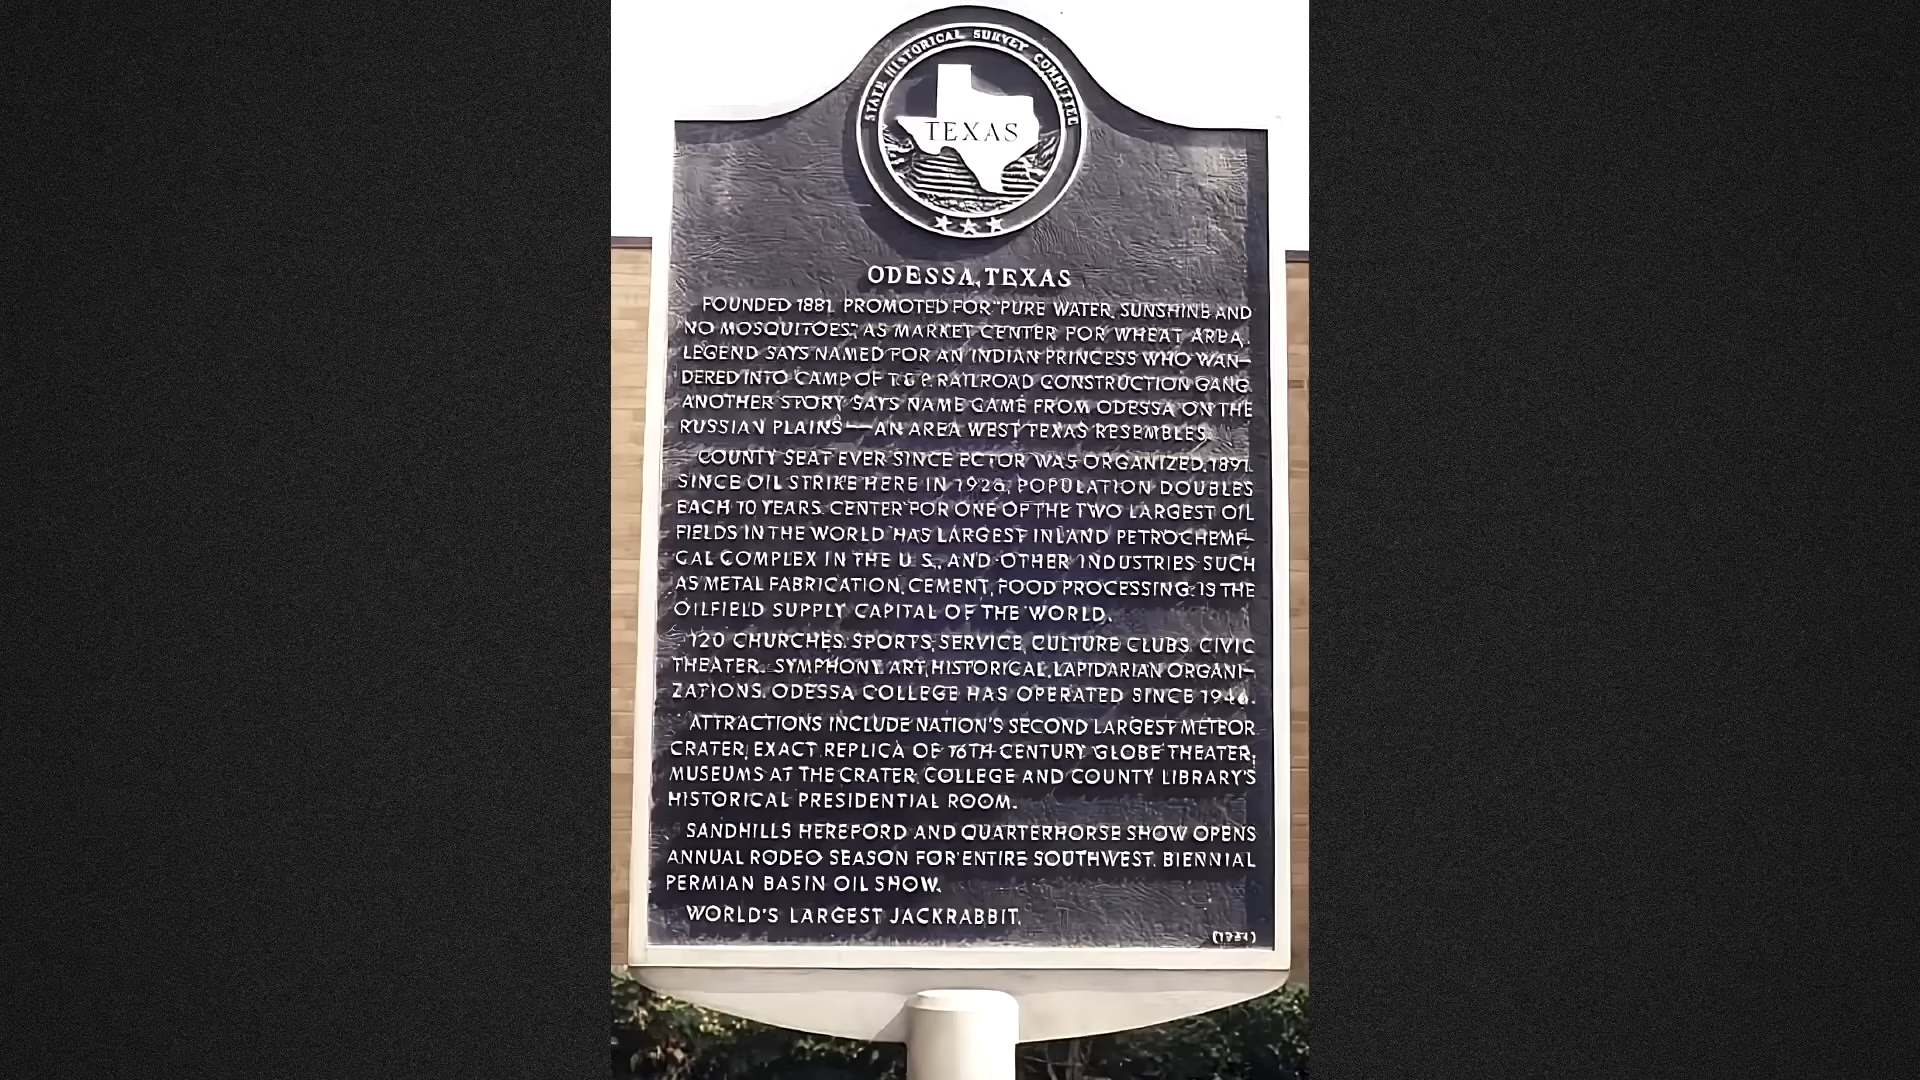 STATE HISTORICAL SURVEY COMMITTEE
TEXAS
ODESSA, TEXAS
FOUNDED 1881. PROMOTED FOR "PURE WATER, SUNSHINE AND
NO MOSQUITOES", AS MARKET CENTER FOR WHEAT AREA.
LEGEND SAYS NAMED FOR AN INDIAN PRINCESS WHO WAN-
DERED INTO CAMP OF T & P. RAILROAD CONSTRUCTION GANG.
ANOTHER STORY SAYS NAME CAME FROM ODESSA ON THE
RUSSIAN PLAINS—AN AREA WEST TEXAS RESEMBLES.
COUNTY SEAT EVER SINCE ECTOR WAS ORGANIZED, 1891.
SINCE OIL STRIKE HERE IN POPULATION DOUBLES
EACH 10 YEARS. CENTER FOR ONE OF THE TWO LARGEST OIL
FIELDS IN THE WORLD HAS LARGEST INLAND PETROCHEMI-
CAL COMPLEX IN THE U.S., AND OTHER INDUSTRIES SUCH
AS METAL FABRICATION, CEMENT, FOOD PROCESSING. IS THE
OILFIELD SUPPLY CAPITAL OF THE WORLD.
120 CHURCHES. SPORTS, SERVICE, CULTURE CLUBS. CIVIC
THEATER. SYMPHONY, ART, HISTORICAL, LAPIDARIAN ORGANI-
ZATIONS. ODESSA COLLEGE HAS OPERATED SINCE 1946.
ATTRACTIONS INCLUDE NATION'S SECOND LARGEST METEOR
CRATER, EXACT REPLICA OF 16TH CENTURY GLOBE THEATER,
MUSEUMS AT THE CRATER, COLLEGE AND COUNTY LIBRARY'S
HISTORICAL PRESIDENTIAL ROOM.
SANDHILLS HEREFORD AND QUARTERHORSE SHOW OPENS
ANNUAL RODEO SEASON FOR ENTIRE SOUTHWEST. BIENNIAL
PERMIAN BASIN OIL SHOW.
WORLD'S LARGEST JACKRABBIT.